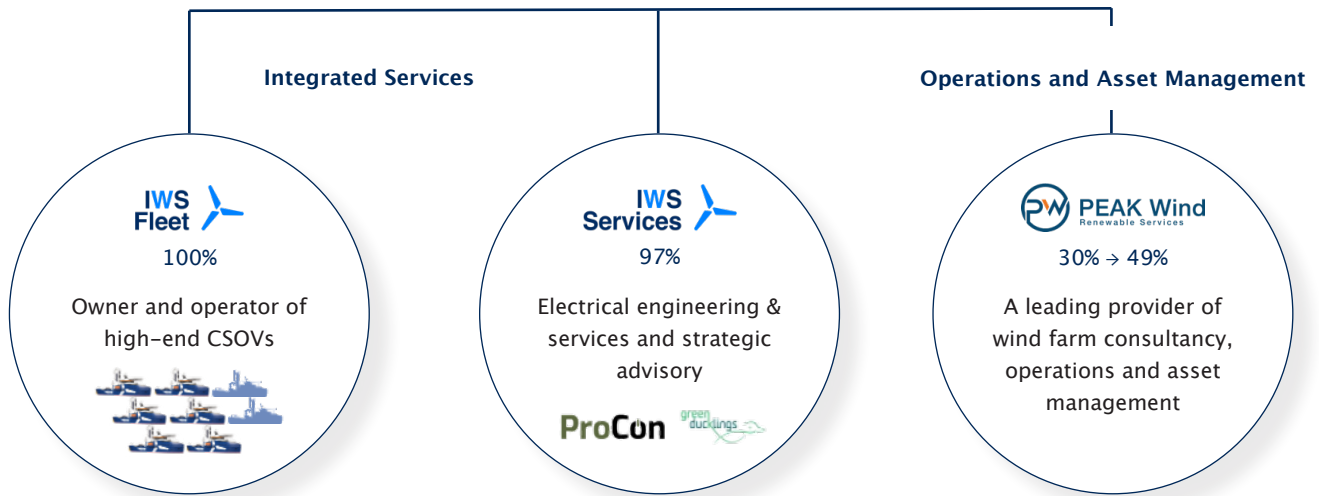 Integrated Services
Operations and Asset Management
IWS
Fleet
100%
Owner and operator of
high-end CSOVs
IWS
Services
97%
Electrical engineering &
services and strategic
advisory
ProCon
green
ducklings
PW PEAK Wind
Renewable Services
30% → 49%
A leading provider of
wind farm consultancy,
operations and asset
management